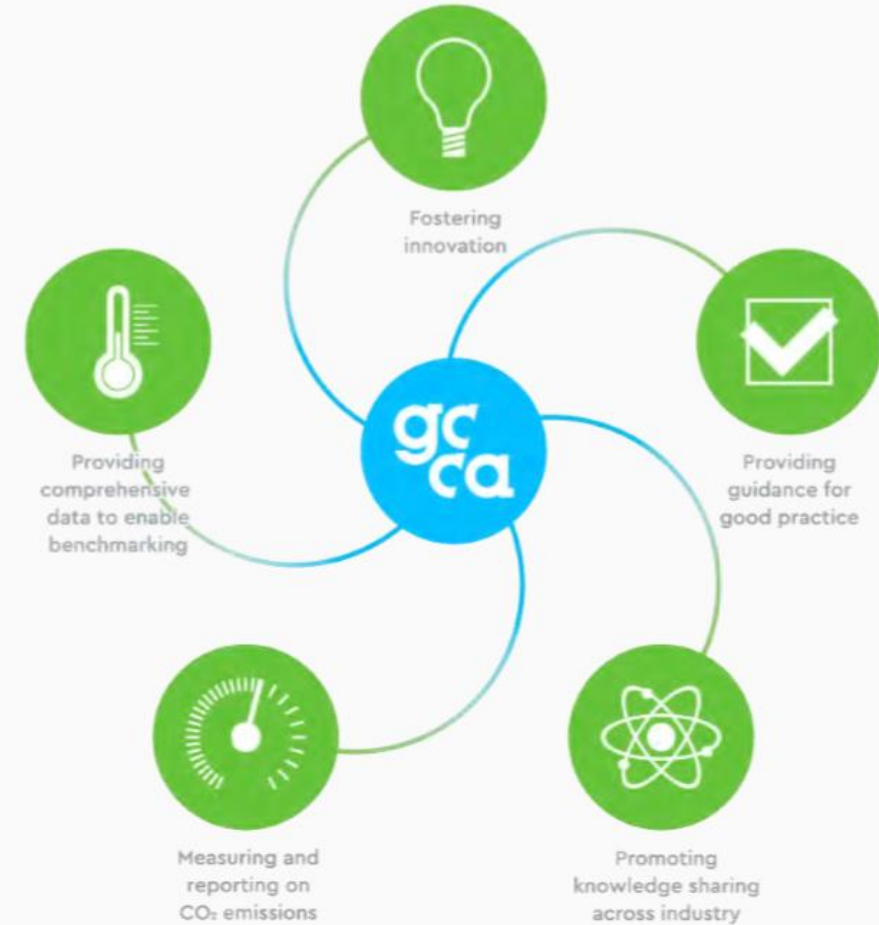 Fostering
innovation
Providing
comprehensive
data to enable
benchmarking
gc
ca
Providing
guidance for
good practice
Measuring and
reporting on
CO₂ emissions
Promoting
knowledge sharing
across industry